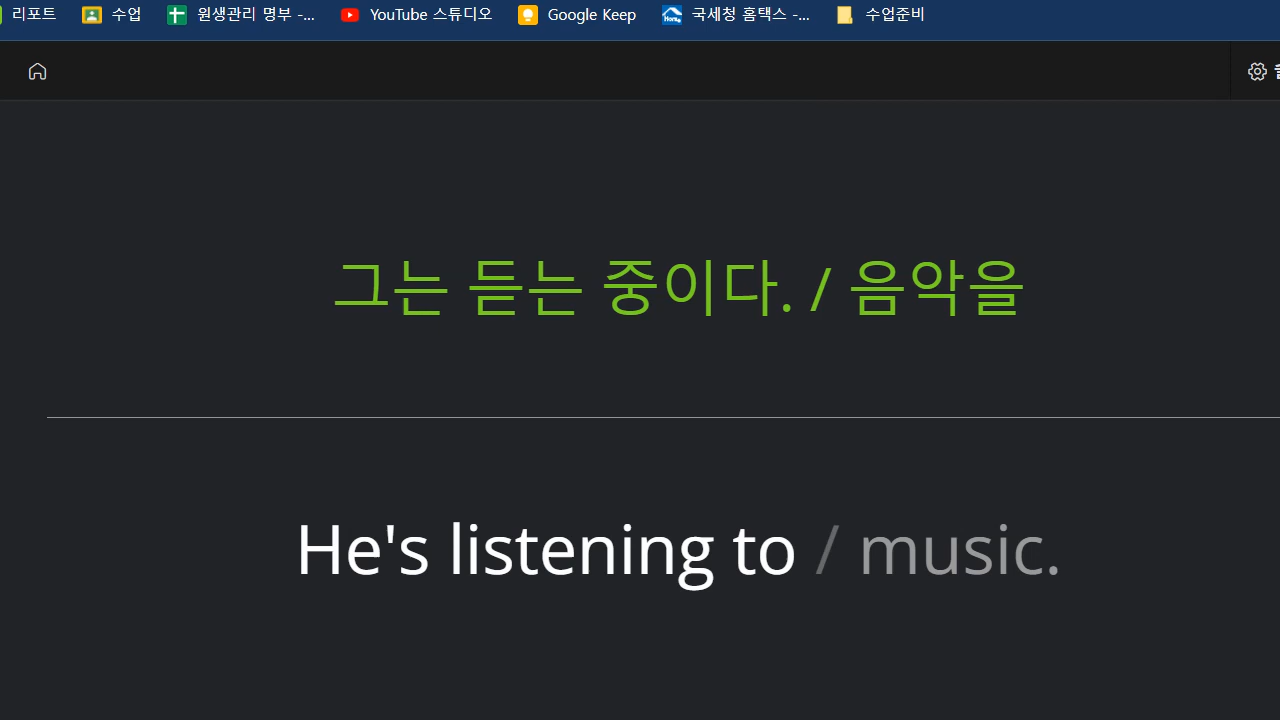 리포트 수업 원생관리 명부 -... YouTube 스튜디오 Google Keep 국세청 홈택스 -... 수업준비
그는 듣는 중이다. / 음악을
He's listening to / music.